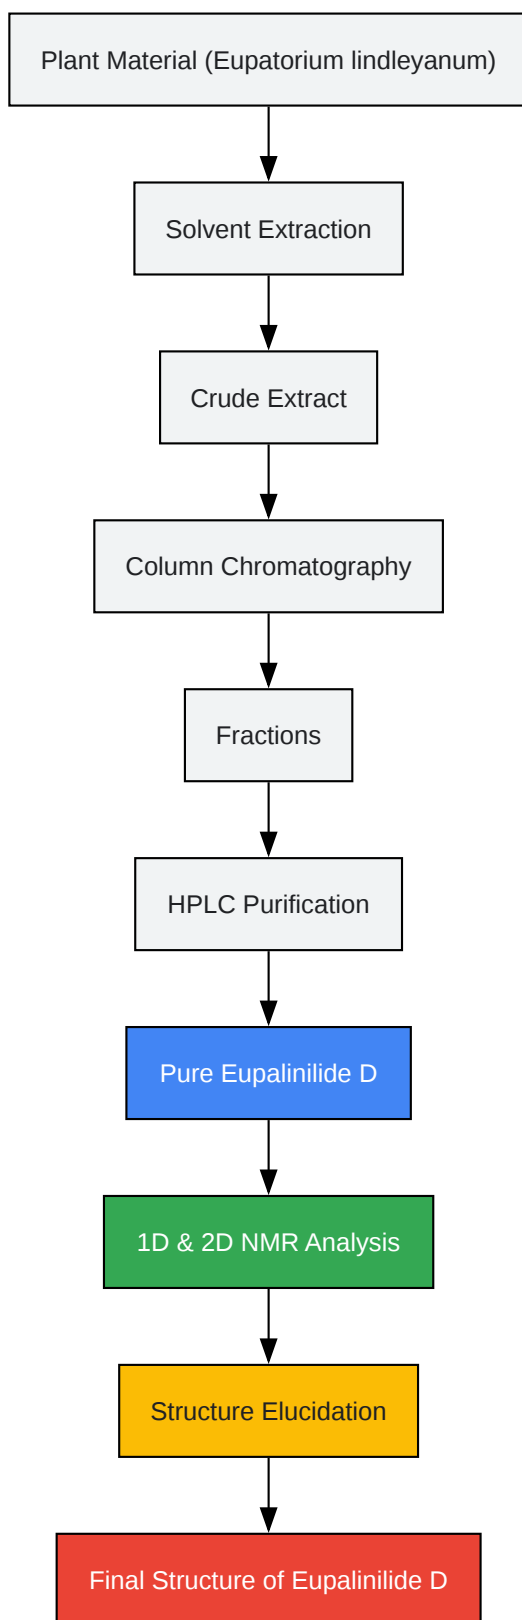 Plant Material (Eupatorium lindleyanum)
Solvent Extraction
Crude Extract
Column Chromatography
Fractions
HPLC Purification
Pure Eupalinilide D
1D & 2D NMR Analysis
Structure Elucidation
Final Structure of Eupalinilide D